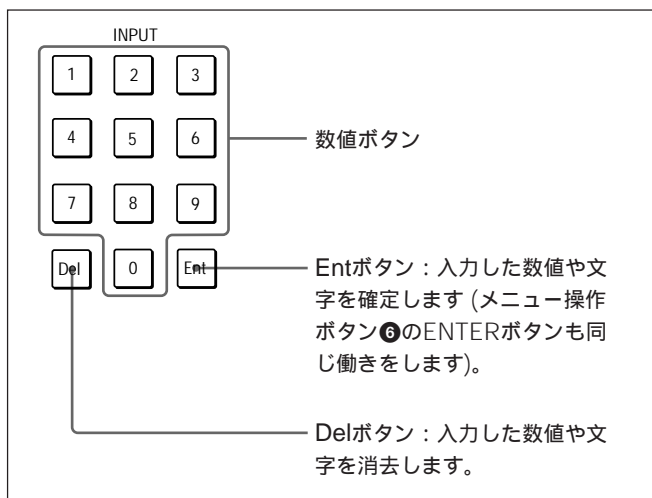 INPUT
1 2 3
4 5 6
数値ボタン
7 8 9
Del 0 Ent
Entボタン：入力した数値や文
字を確定します (メニュー操作
ボタン❻のENTERボタンも同
じ働きをします)。
Delボタン：入力した数値や文
字を消去します。